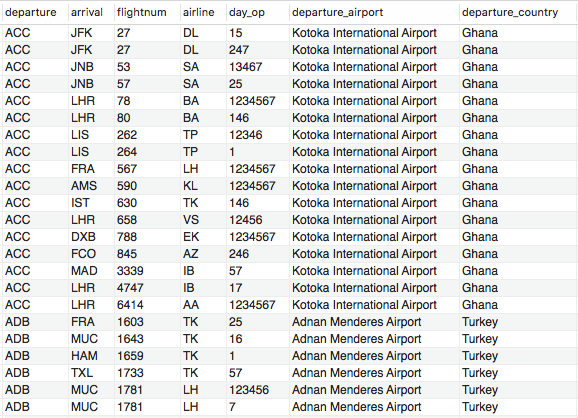 departure arrival flightnum airline day_op departure_airport departure_country
ACC JFK 27 DL 15 Kotoka International Airport Ghana
ACC JFK 27 DL 247 Kotoka International Airport Ghana
ACC JNB 53 SA 13467 Kotoka International Airport Ghana
ACC JNB 57 SA 25 Kotoka International Airport Ghana
ACC LHR 78 BA 1234567 Kotoka International Airport Ghana
ACC LHR 80 BA 146 Kotoka International Airport Ghana
ACC LIS 262 TP 12346 Kotoka International Airport Ghana
ACC LIS 264 TP 1 Kotoka International Airport Ghana
ACC FRA 567 LH 1234567 Kotoka International Airport Ghana
ACC AMS 590 KL 1234567 Kotoka International Airport Ghana
ACC IST 630 TK 146 Kotoka International Airport Ghana
ACC LHR 658 VS 12456 Kotoka International Airport Ghana
ACC DXB 788 EK 1234567 Kotoka International Airport Ghana
ACC FCO 845 AZ 246 Kotoka International Airport Ghana
ACC MAD 3339 IB 57 Kotoka International Airport Ghana
ACC LHR 4747 IB 17 Kotoka International Airport Ghana
ACC LHR 6414 AA 1234567 Kotoka International Airport Ghana
ADB FRA 1603 TK 25 Adnan Menderes Airport Turkey
ADB MUC 1643 TK 16 Adnan Menderes Airport Turkey
ADB HAM 1659 TK 1 Adnan Menderes Airport Turkey
ADB TXL 1733 TK 57 Adnan Menderes Airport Turkey
ADB MUC 1781 LH 123456 Adnan Menderes Airport Turkey
ADB MUC 1781 LH 7 Adnan Menderes Airport Turkey